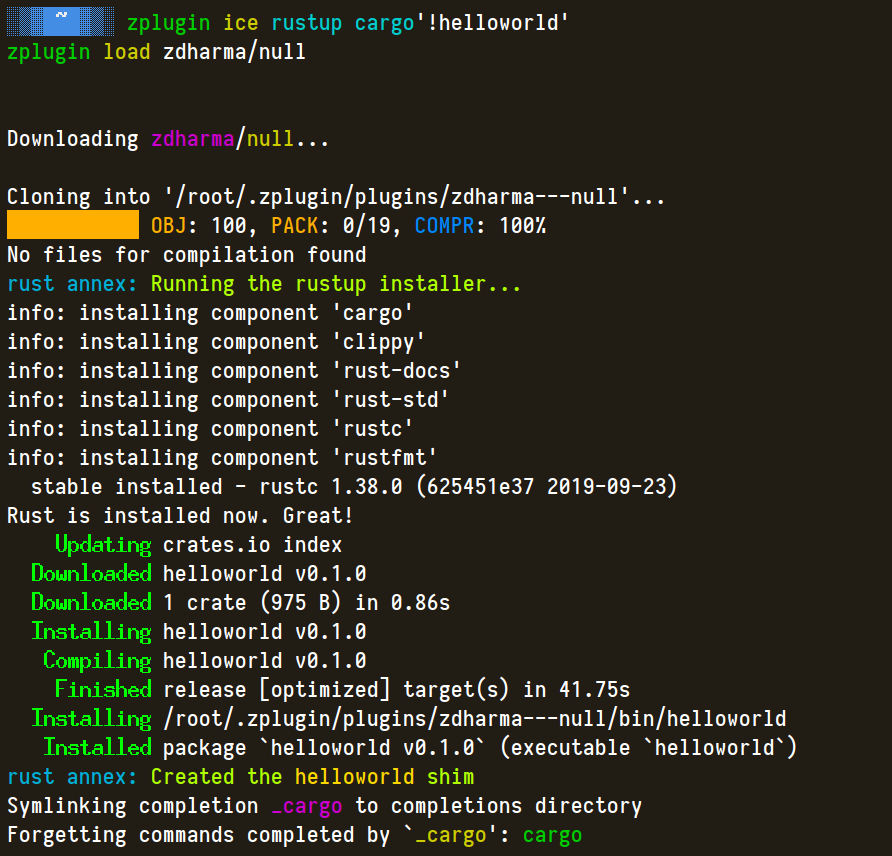 ~ zplugin ice rustup cargo'!helloworld'
zplugin load zdharma/null
Downloading zdharma/null...
Cloning into '/root/.zplugin/plugins/zdharma---null'...
OBJ: 100, PACK: 0/19, COMPR: 100%
No files for compilation found
rust annex: Running the rustup installer...
info: installing component 'cargo'
info: installing component 'clippy'
info: installing component 'rust-docs'
info: installing component 'rust-std'
info: installing component 'rustc'
info: installing component 'rustfmt'
  stable installed - rustc 1.38.0 (625451e37 2019-09-23)
Rust is installed now. Great!
    Updating crates.io index
  Downloaded helloworld v0.1.0
  Downloaded 1 crate (975 B) in 0.86s
  Installing helloworld v0.1.0
   Compiling helloworld v0.1.0
    Finished release [optimized] target(s) in 41.75s
  Installing /root/.zplugin/plugins/zdharma---null/bin/helloworld
   Installed package `helloworld v0.1.0` (executable `helloworld`)
rust annex: Created the helloworld shim
Symlinking completion _cargo to completions directory
Forgetting commands completed by `_cargo': cargo